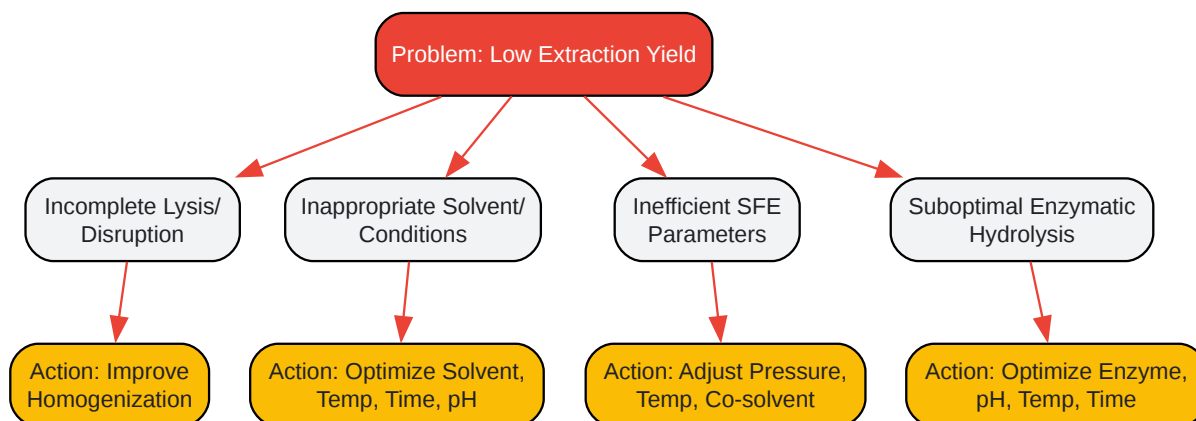 Problem: Low Extraction Yield
Incomplete Lysis/
Disruption
Inappropriate Solvent/
Conditions
Inefficient SFE
Parameters
Suboptimal Enzymatic
Hydrolysis
Action: Improve
Homogenization
Action: Optimize Solvent,
Temp, Time, pH
Action: Adjust Pressure,
Temp, Co-solvent
Action: Optimize Enzyme,
pH, Temp, Time